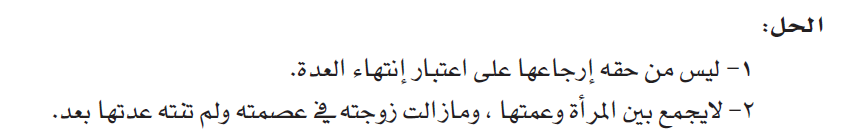 الحل:
١- ليس من حقه إرجاعها على اعتبار إنتهاء العدة.
٢- لايجمع بين المرأة وعمتها ، ومازالت زوجته في عصمته ولم تنته عدتها بعد.